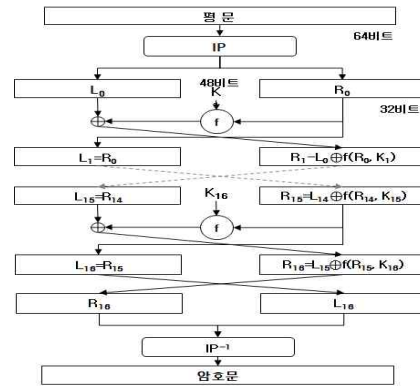 평 문
64비트
IP
48비트
L₀
K
R₀
f
32비트
L₁=R₀
R₁-L₀⊕f(R₀, K₁)
L₁₅=R₁₄
K₁₆
R₁₅=L₁₄⊕f(R₁₄, K₁₅)
f
L₁₆=R₁₅
R₁₆=L₁₅⊕f(R₁₅, K₁₆)
R₁₆
L₁₆
IP⁻¹
암호문